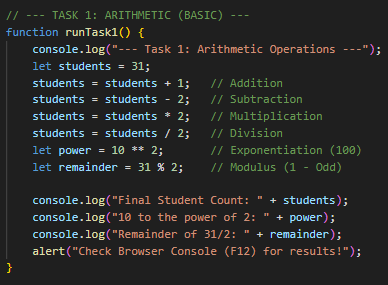 // --- TASK 1: ARITHMETIC (BASIC) ---
function runTask1() {
    console.log("--- Task 1: Arithmetic Operations ---");
    let students = 31;
    students = students + 1;   // Addition
    students = students - 2;   // Subtraction
    students = students * 2;   // Multiplication
    students = students / 2;   // Division
    let power = 10 ** 2;       // Exponentiation (100)
    let remainder = 31 % 2;    // Modulus (1 - Odd)

    console.log("Final Student Count: " + students);
    console.log("10 to the power of 2: " + power);
    console.log("Remainder of 31/2: " + remainder);
    alert("Check Browser Console (F12) for results!");
}